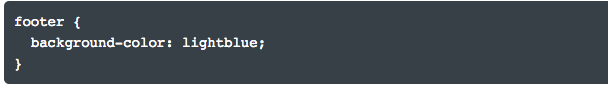 footer {
  background-color: lightblue;
}